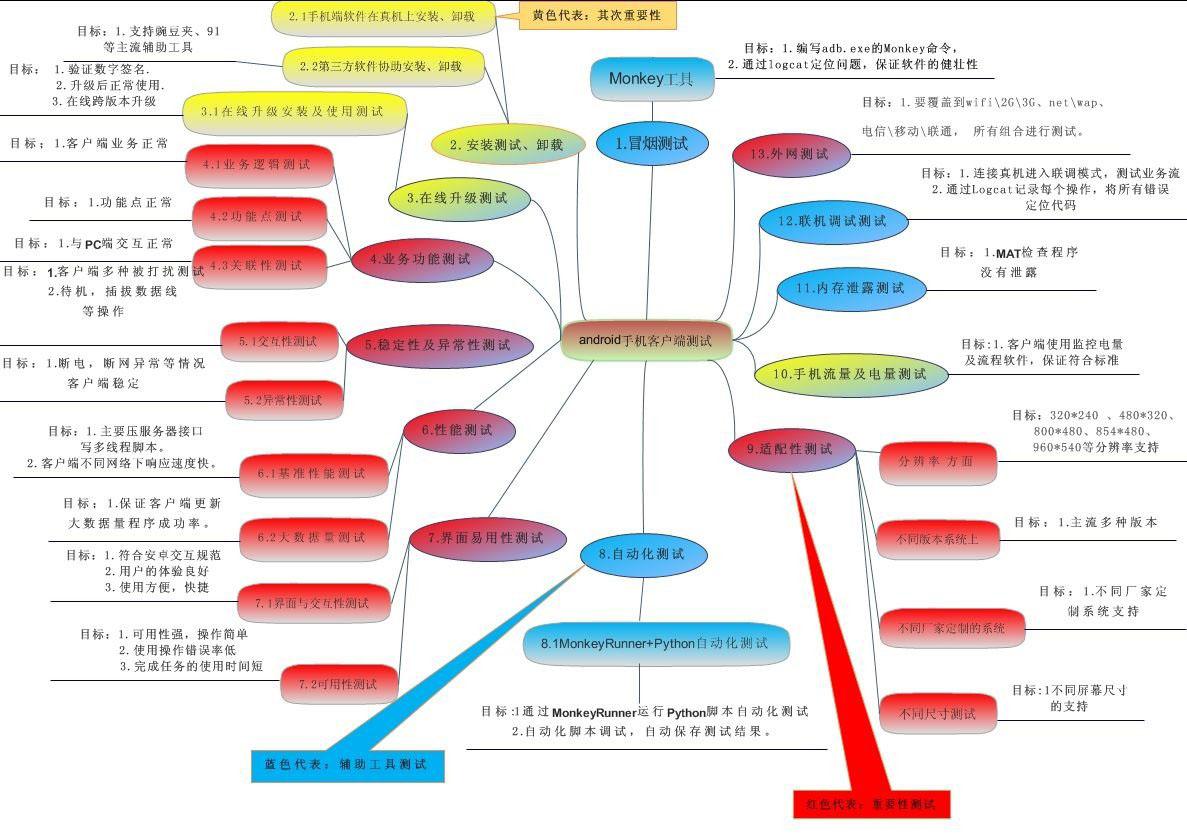 2.1手机端软件在真机上安装、卸载
黄色代表：其次重要性
目标：1.支持豌豆夹、91
等主流辅助工具
2.2第三方软件协助安装、卸载
目标： 1.验证数字签名.
2.升级后正常使用.
3.在线跨版本升级
3.1在线升级安装及使用测试
2.安装测试、卸载
3.在线升级测试
Monkey工具
目标：1.编写adb.exe的Monkey命令，
2.通过logcat定位问题，保证软件的健壮性
1.冒烟测试
目标：1.客户端业务正常
4.1业务逻辑测试
目标：1.功能点正常
4.2功能点测试
目标：1.与PC端交互正常
4.3关联性测试
4.业务功能测试
目标：1.客户端多种被打扰测试
2.待机，插拔数据线
等操作
5.1交互性测试
5.稳定性及异常性测试
目标：1.断电，断网异常等情况
客户端稳定
5.2异常性测试
android手机客户端测试
目标：1.要覆盖到wifi\2G\3G、net\wap、
电信\移动\联通， 所有组合进行测试。
13.外网测试
目标：1.连接真机进入联调模式，测试业务流
2.通过Logcat记录每个操作，将所有错误
定位代码
12.联机调试测试
目标：1.MAT检查程序
没有泄露
11.内存泄露测试
目标:1.客户端使用监控电量
及流程软件，保证符合标准
10.手机流量及电量测试
6.性能测试
目标：1.主要压服务器接口
写多线程脚本。
2.客户端不同网络下响应速度快。
6.1基准性能测试
目标：1.保证客户端更新
大数据量程序成功率。
6.2大数据量测试
7.界面易用性测试
目标：1.符合安卓交互规范
2.用户的体验良好
3.使用方便，快捷
7.1界面与交互性测试
目标：1.可用性强，操作简单
2.使用操作错误率低
3.完成任务的使用时间短
7.2可用性测试
8.自动化测试
8.1MonkeyRunner+Python自动化测试
目标:1通过MonkeyRunner运行Python脚本自动化测试
2.自动化脚本调试，自动保存测试结果。
蓝色代表：辅助工具测试
9.适配性测试
目标：320*240 、480*320、
800*480、854*480、
960*540等分辨率支持
分辨率方面
目标：1.主流多种版本
不同版本系统上
目标：1.不同厂家定
制系统支持
不同厂家定制的系统
目标:1不同屏幕尺寸
的支持
不同尺寸测试
红色代表：重要性测试